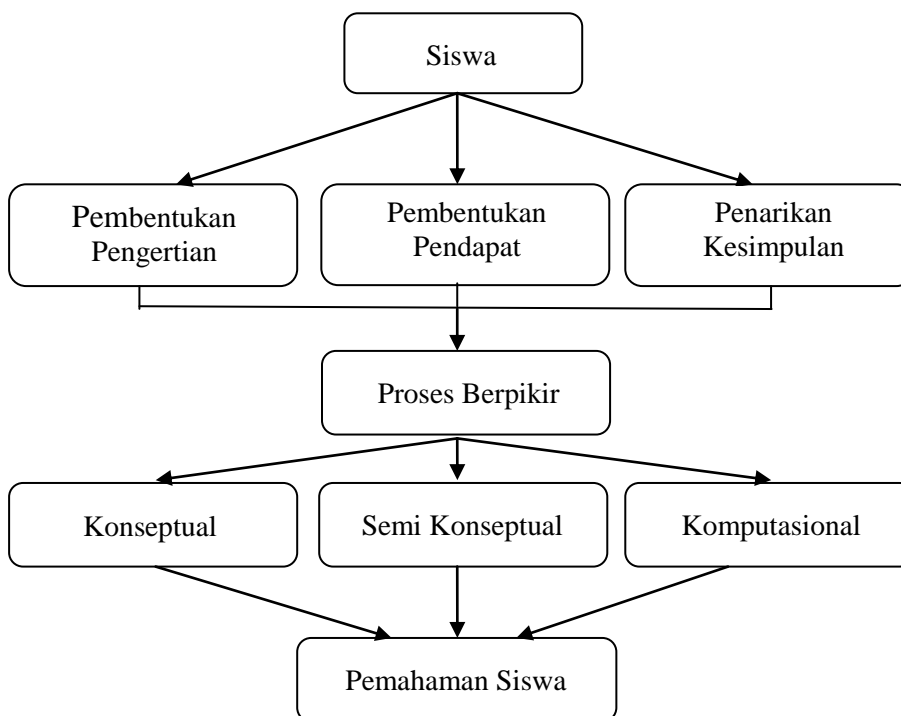 Siswa
Pembentukan
Pengertian
Pembentukan
Pendapat
Penarikan
Kesimpulan
Proses Berpikir
Konseptual
Semi Konseptual
Komputasional
Pemahaman Siswa